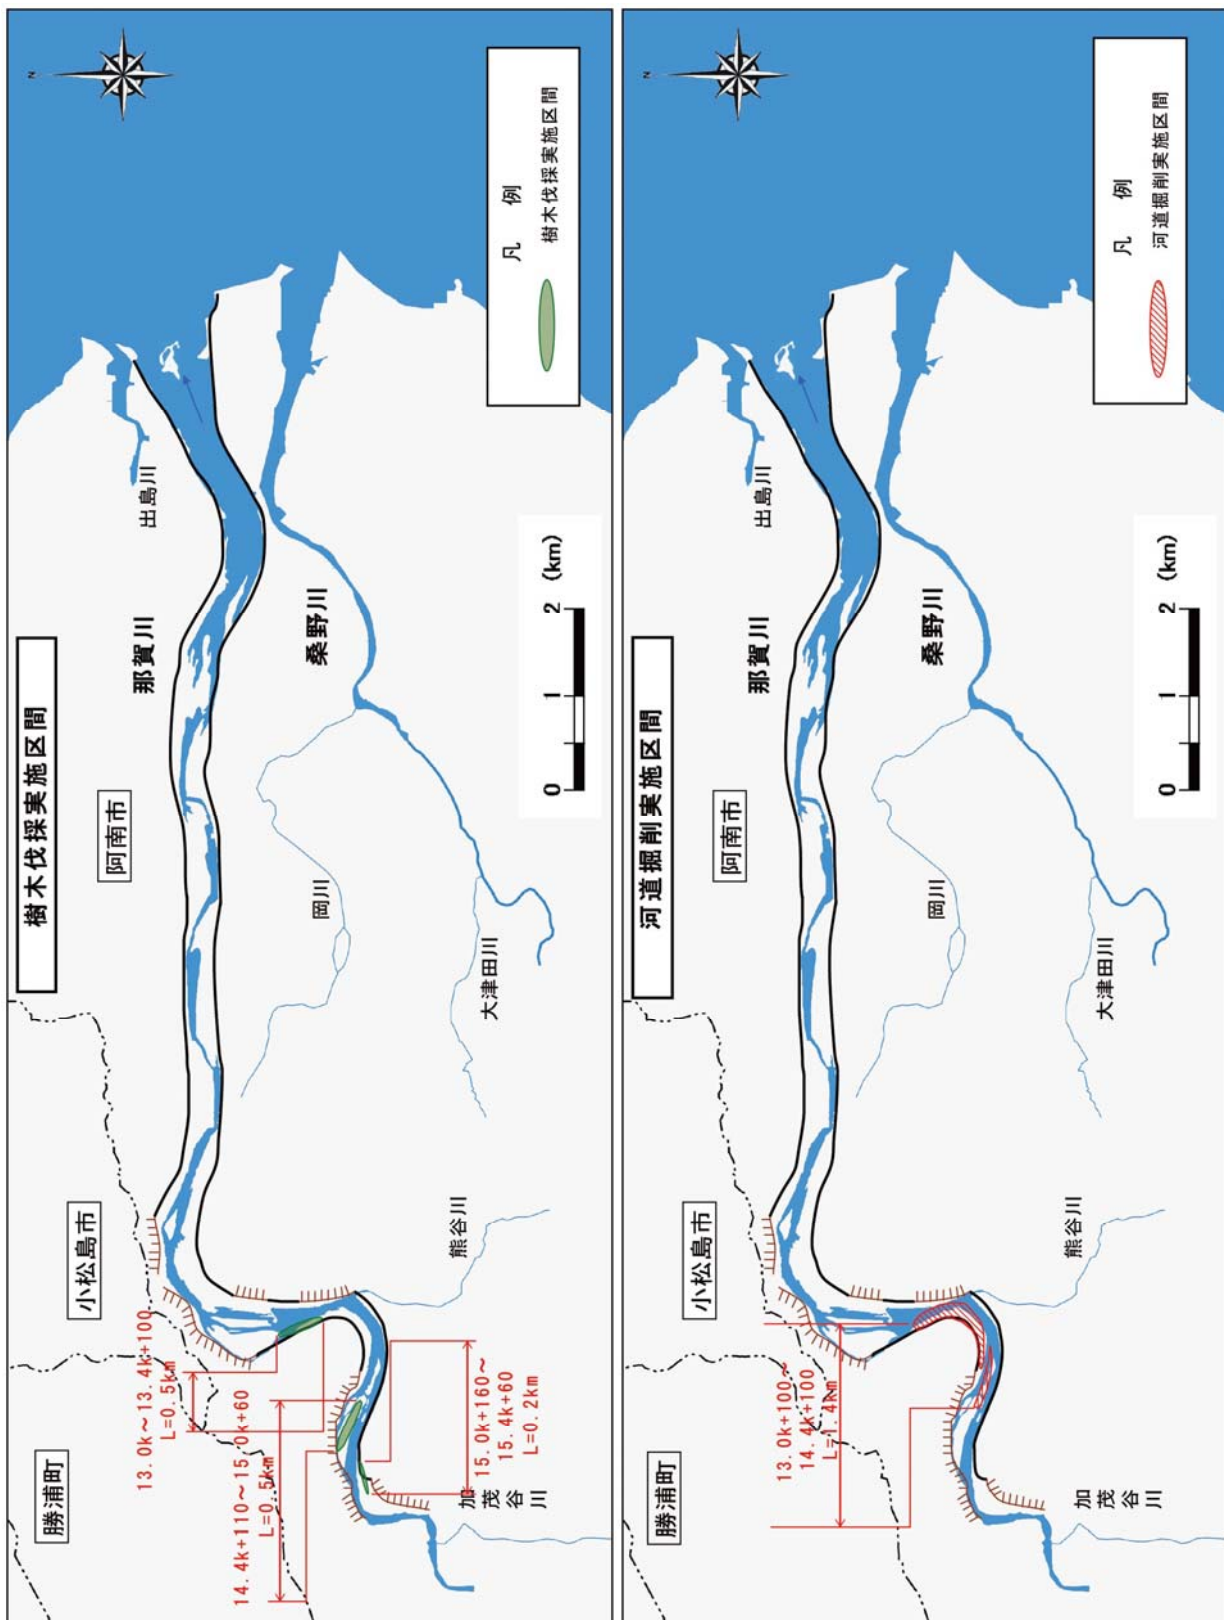 樹木伐採実施区間
N
凡 例
樹木伐採実施区間
勝浦町
小松島市
阿南市
那賀川
出島川
桑野川
岡川
大津田川
熊谷川
加茂谷川
13.0k~13.4k+100
L=0.5km
14.4k+110~15.0k+60
L=0.5km
15.0k+160~
15.4k+60
L=0.2km
0 1 2 (km)
河道掘削実施区間
N
凡 例
河道掘削実施区間
勝浦町
小松島市
阿南市
那賀川
出島川
桑野川
岡川
大津田川
熊谷川
加茂谷川
13.0k+100~
14.4k+100
L=1.4km
0 1 2 (km)